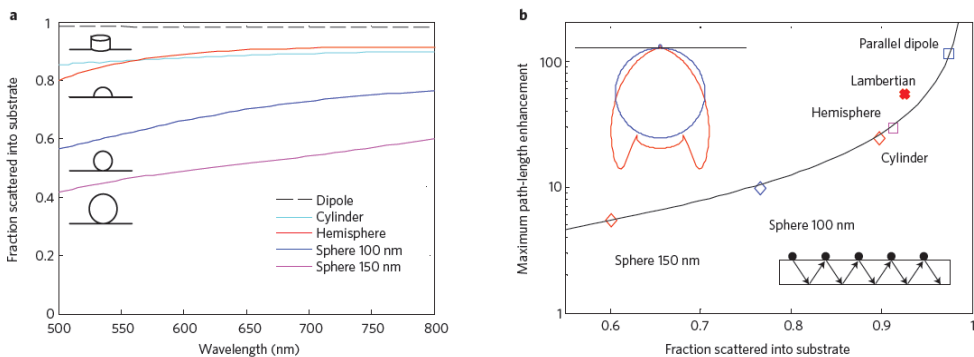 a
Fraction scattered into substrate
1
0.8
0.6
0.4
0.2
0
500
550
600
650
700
750
800
Wavelength (nm)
Dipole
Cylinder
Hemisphere
Sphere 100 nm
Sphere 150 nm
b
Maximum path-length enhancement
100
10
1
0.6
0.7
0.8
0.9
1
Fraction scattered into substrate
Parallel dipole
Lambertian
Hemisphere
Cylinder
Sphere 100 nm
Sphere 150 nm